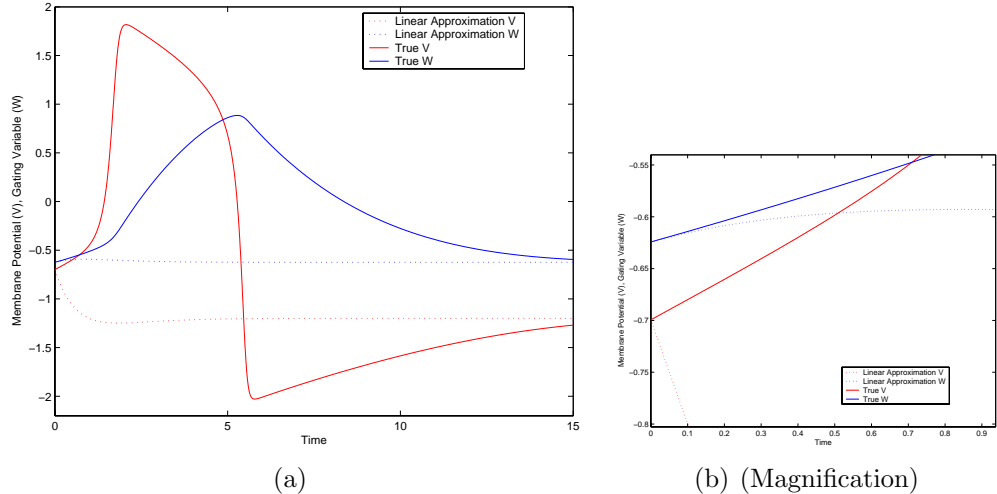 Membrane Potential (V), Gating Variable (W)
2
1.5
1
0.5
0
−0.5
−1
−1.5
−2
0
5
10
15
Time
Linear Approximation V
Linear Approximation W
True V
True W
(a)
Membrane Potential (V), Gating Variable (W)
−0.55
−0.6
−0.65
−0.7
−0.75
−0.8
0
0.1
0.2
0.3
0.4
0.5
0.6
0.7
0.8
0.9
Time
Linear Approximation V
Linear Approximation W
True V
True W
(b) (Magnification)